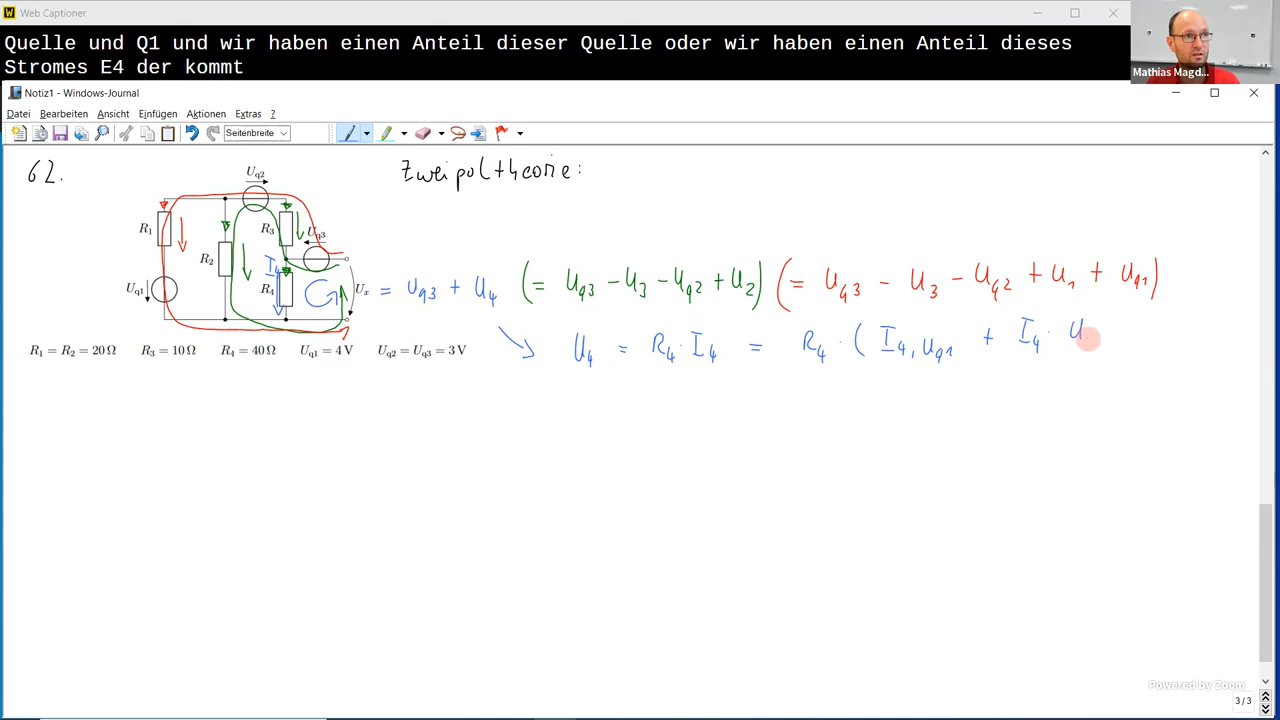 Web Captioner
Quelle und Q1 und wir haben einen Anteil dieser Quelle oder wir haben einen Anteil dieses
Stromes E4 der kommt
Mathias Magd...
Notiz1 - Windows-Journal
Datei Bearbeiten Ansicht Einfügen Aktionen Extras ?
Seitenbreite
62.
Zweipoltheorie:
Uq2
R1
R3
Uq3
R2
I4
Uq1
R4
Ux = Uq3 + U4 (= Uq3 - U3 - Uq2 + U2) (= Uq3 - U3 - Uq2 + U1 + Uq1)
U4 = R4 · I4 = R4 · ( I4,Uq1 + I4 · U
R1 = R2 = 20 Ω R3 = 10 Ω R4 = 40 Ω Uq1 = 4 V Uq2 = Uq3 = 3 V
Powered by Zoom
3 / 3